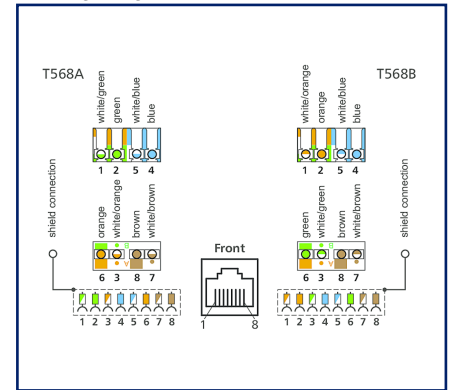 T568A
T568B
white/green
green
white/blue
blue
white/orange
orange
white/blue
blue
1 2 5 4
1 2 5 4
shield connection
orange
white/orange
brown
white/brown
green
white/green
brown
white/brown
shield connection
B
A
B
A
6 3 8 7
6 3 8 7
Front
1 8
1 2 3 4 5 6 7 8
1 2 3 4 5 6 7 8